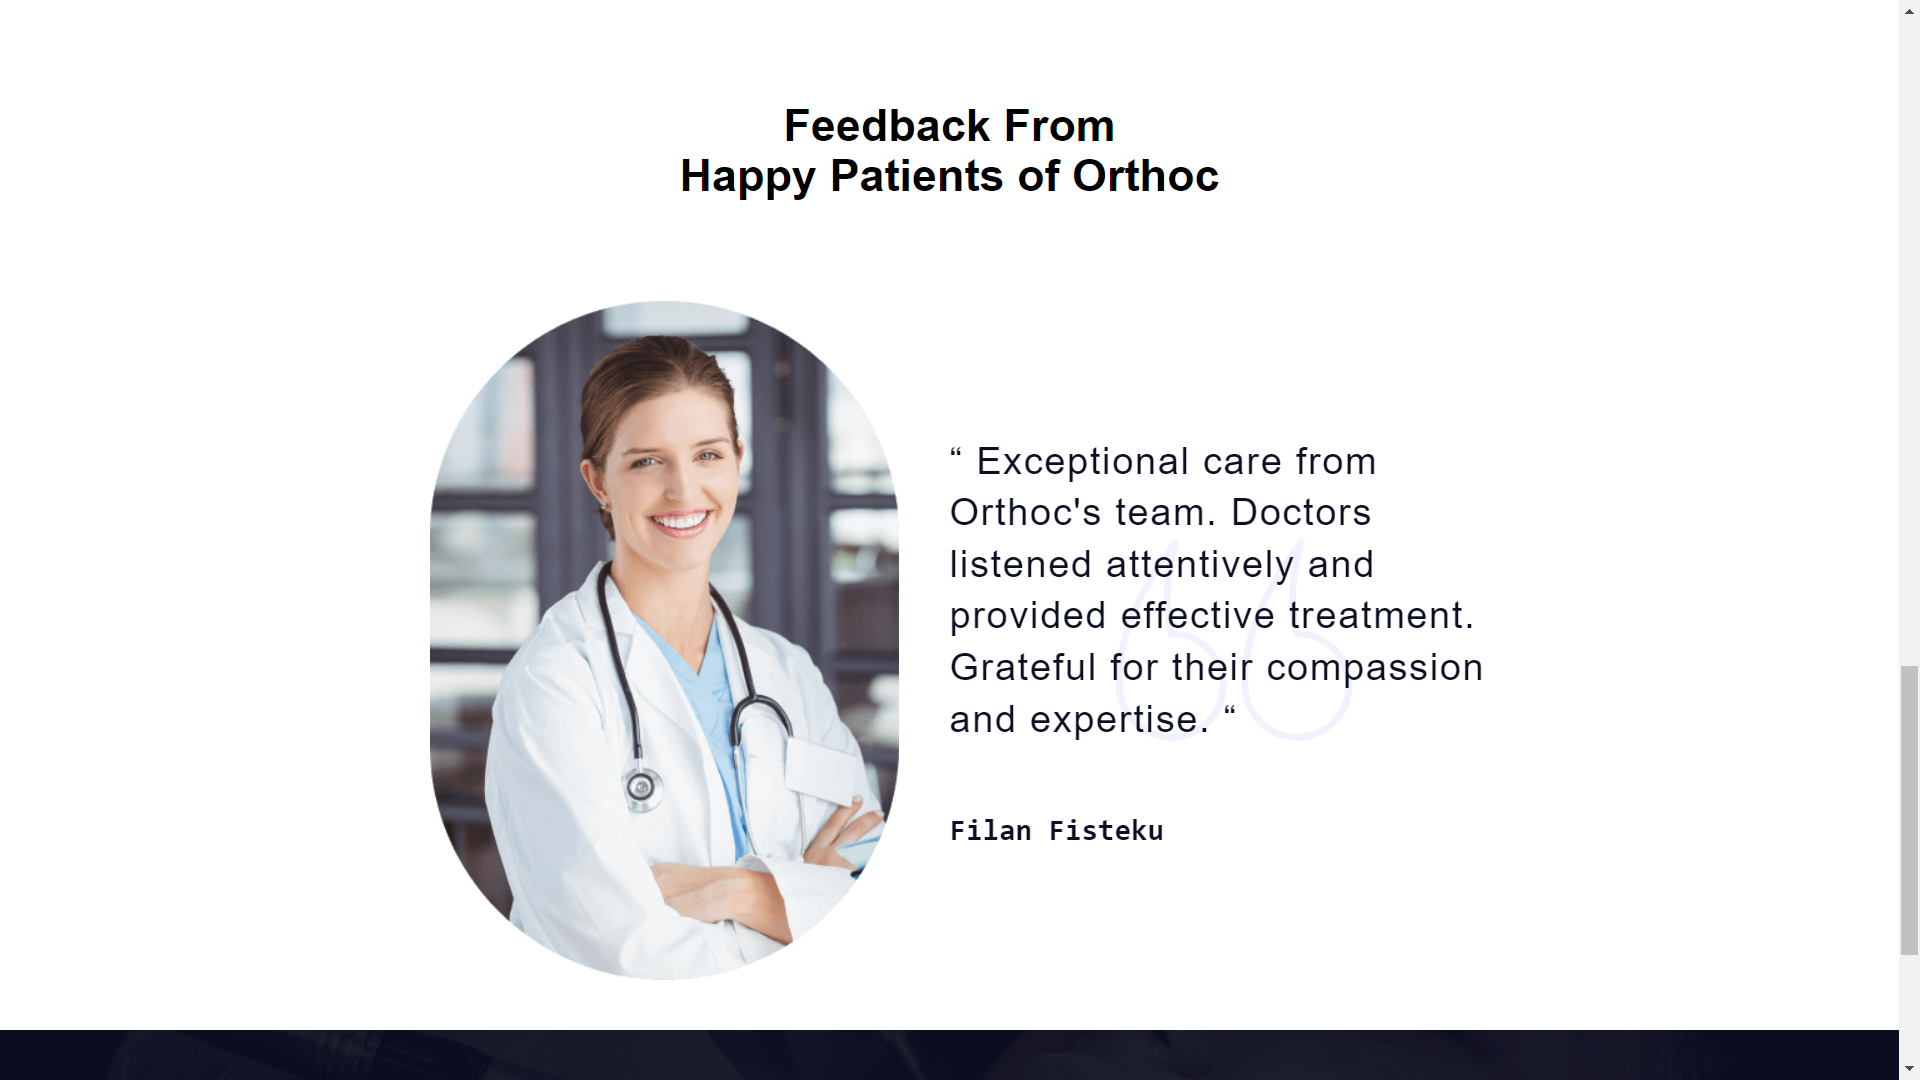 Feedback From
Happy Patients of Orthoc
“ Exceptional care from
Orthoc's team. Doctors
listened attentively and
provided effective treatment.
Grateful for their compassion
and expertise. “
Filan Fisteku